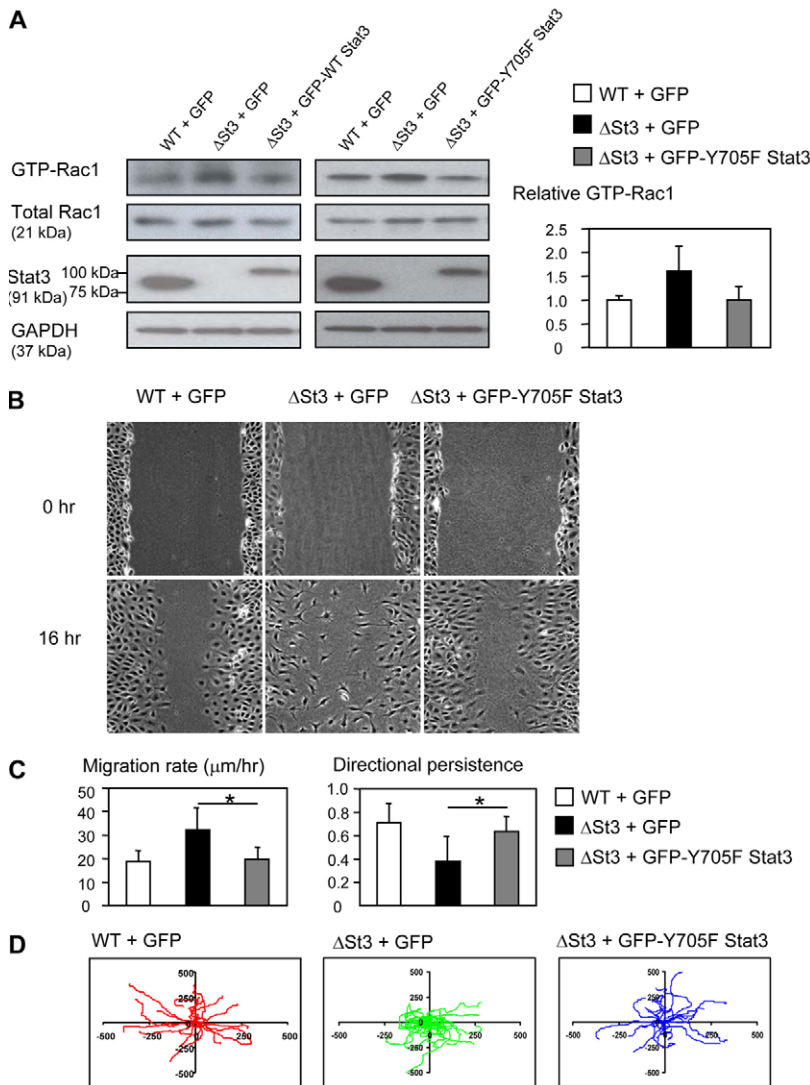 A
WT + GFP
ΔSt3 + GFP
ΔSt3 + GFP-WT Stat3
WT + GFP
ΔSt3 + GFP
ΔSt3 + GFP-Y705F Stat3
GTP-Rac1
Total Rac1
(21 kDa)
Stat3
(91 kDa)
100 kDa
75 kDa
GAPDH
(37 kDa)
WT + GFP
ΔSt3 + GFP
ΔSt3 + GFP-Y705F Stat3
Relative GTP-Rac1
2.5
2.0
1.5
1.0
0.5
0
B
WT + GFP
ΔSt3 + GFP
ΔSt3 + GFP-Y705F Stat3
0 hr
16 hr
C
Migration rate (μm/hr)
50
40
30
20
10
0
*
Directional persistence
1.0
0.8
0.6
0.4
0.2
0
*
WT + GFP
ΔSt3 + GFP
ΔSt3 + GFP-Y705F Stat3
D
WT + GFP
500
250
-500 -250 0 250 500
-250
-500
ΔSt3 + GFP
500
250
-500 -250 0 250 500
-250
-500
ΔSt3 + GFP-Y705F Stat3
500
250
-500 -250 0 250 500
-250
-500